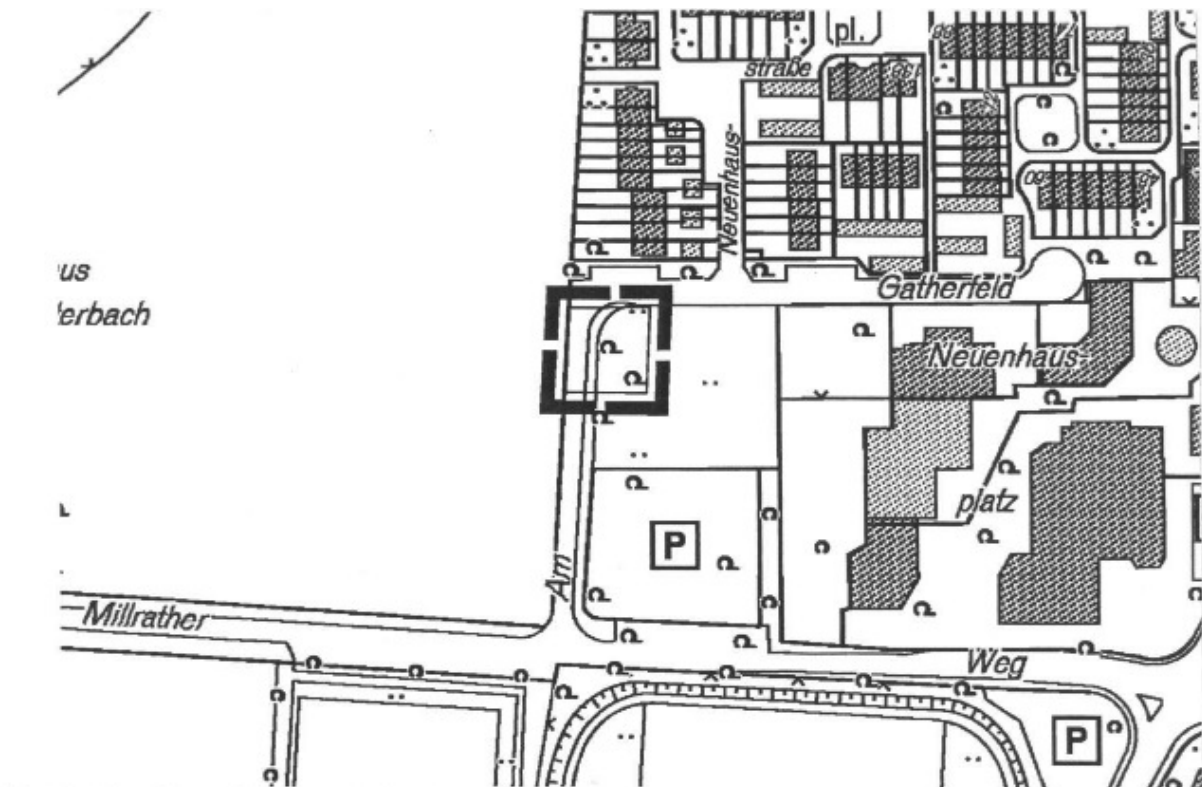 pl.
straße
Neuenhaus-
us
erbach
Gatherfeld
Neuenhaus-
platz
P
Am
Millrather
Weg
P